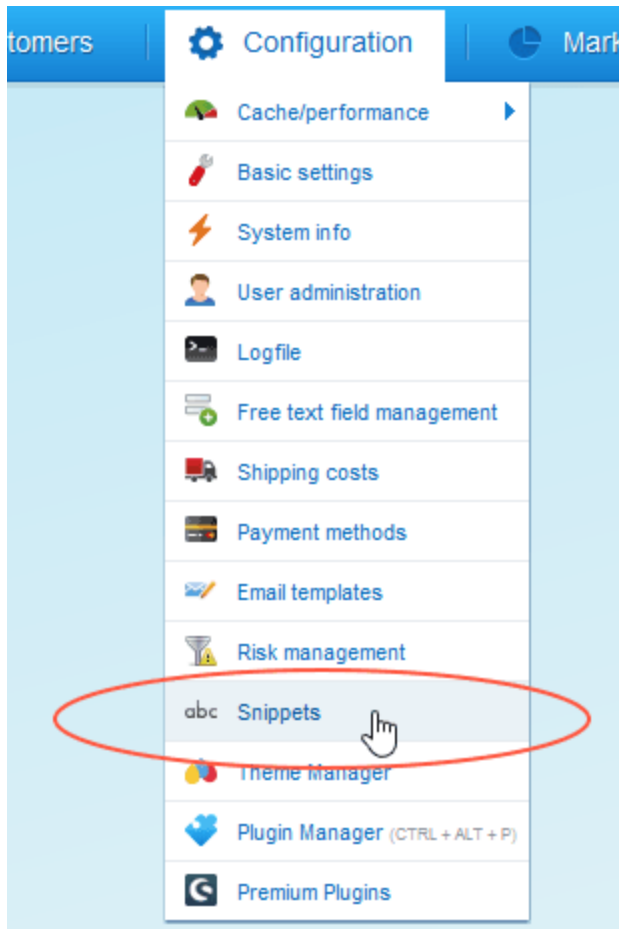 tomers Configuration Mark
Cache/performance
Basic settings
System info
User administration
Logfile
Free text field management
Shipping costs
Payment methods
Email templates
Risk management
abc Snippets
Theme Manager
Plugin Manager (CTRL + ALT + P)
Premium Plugins